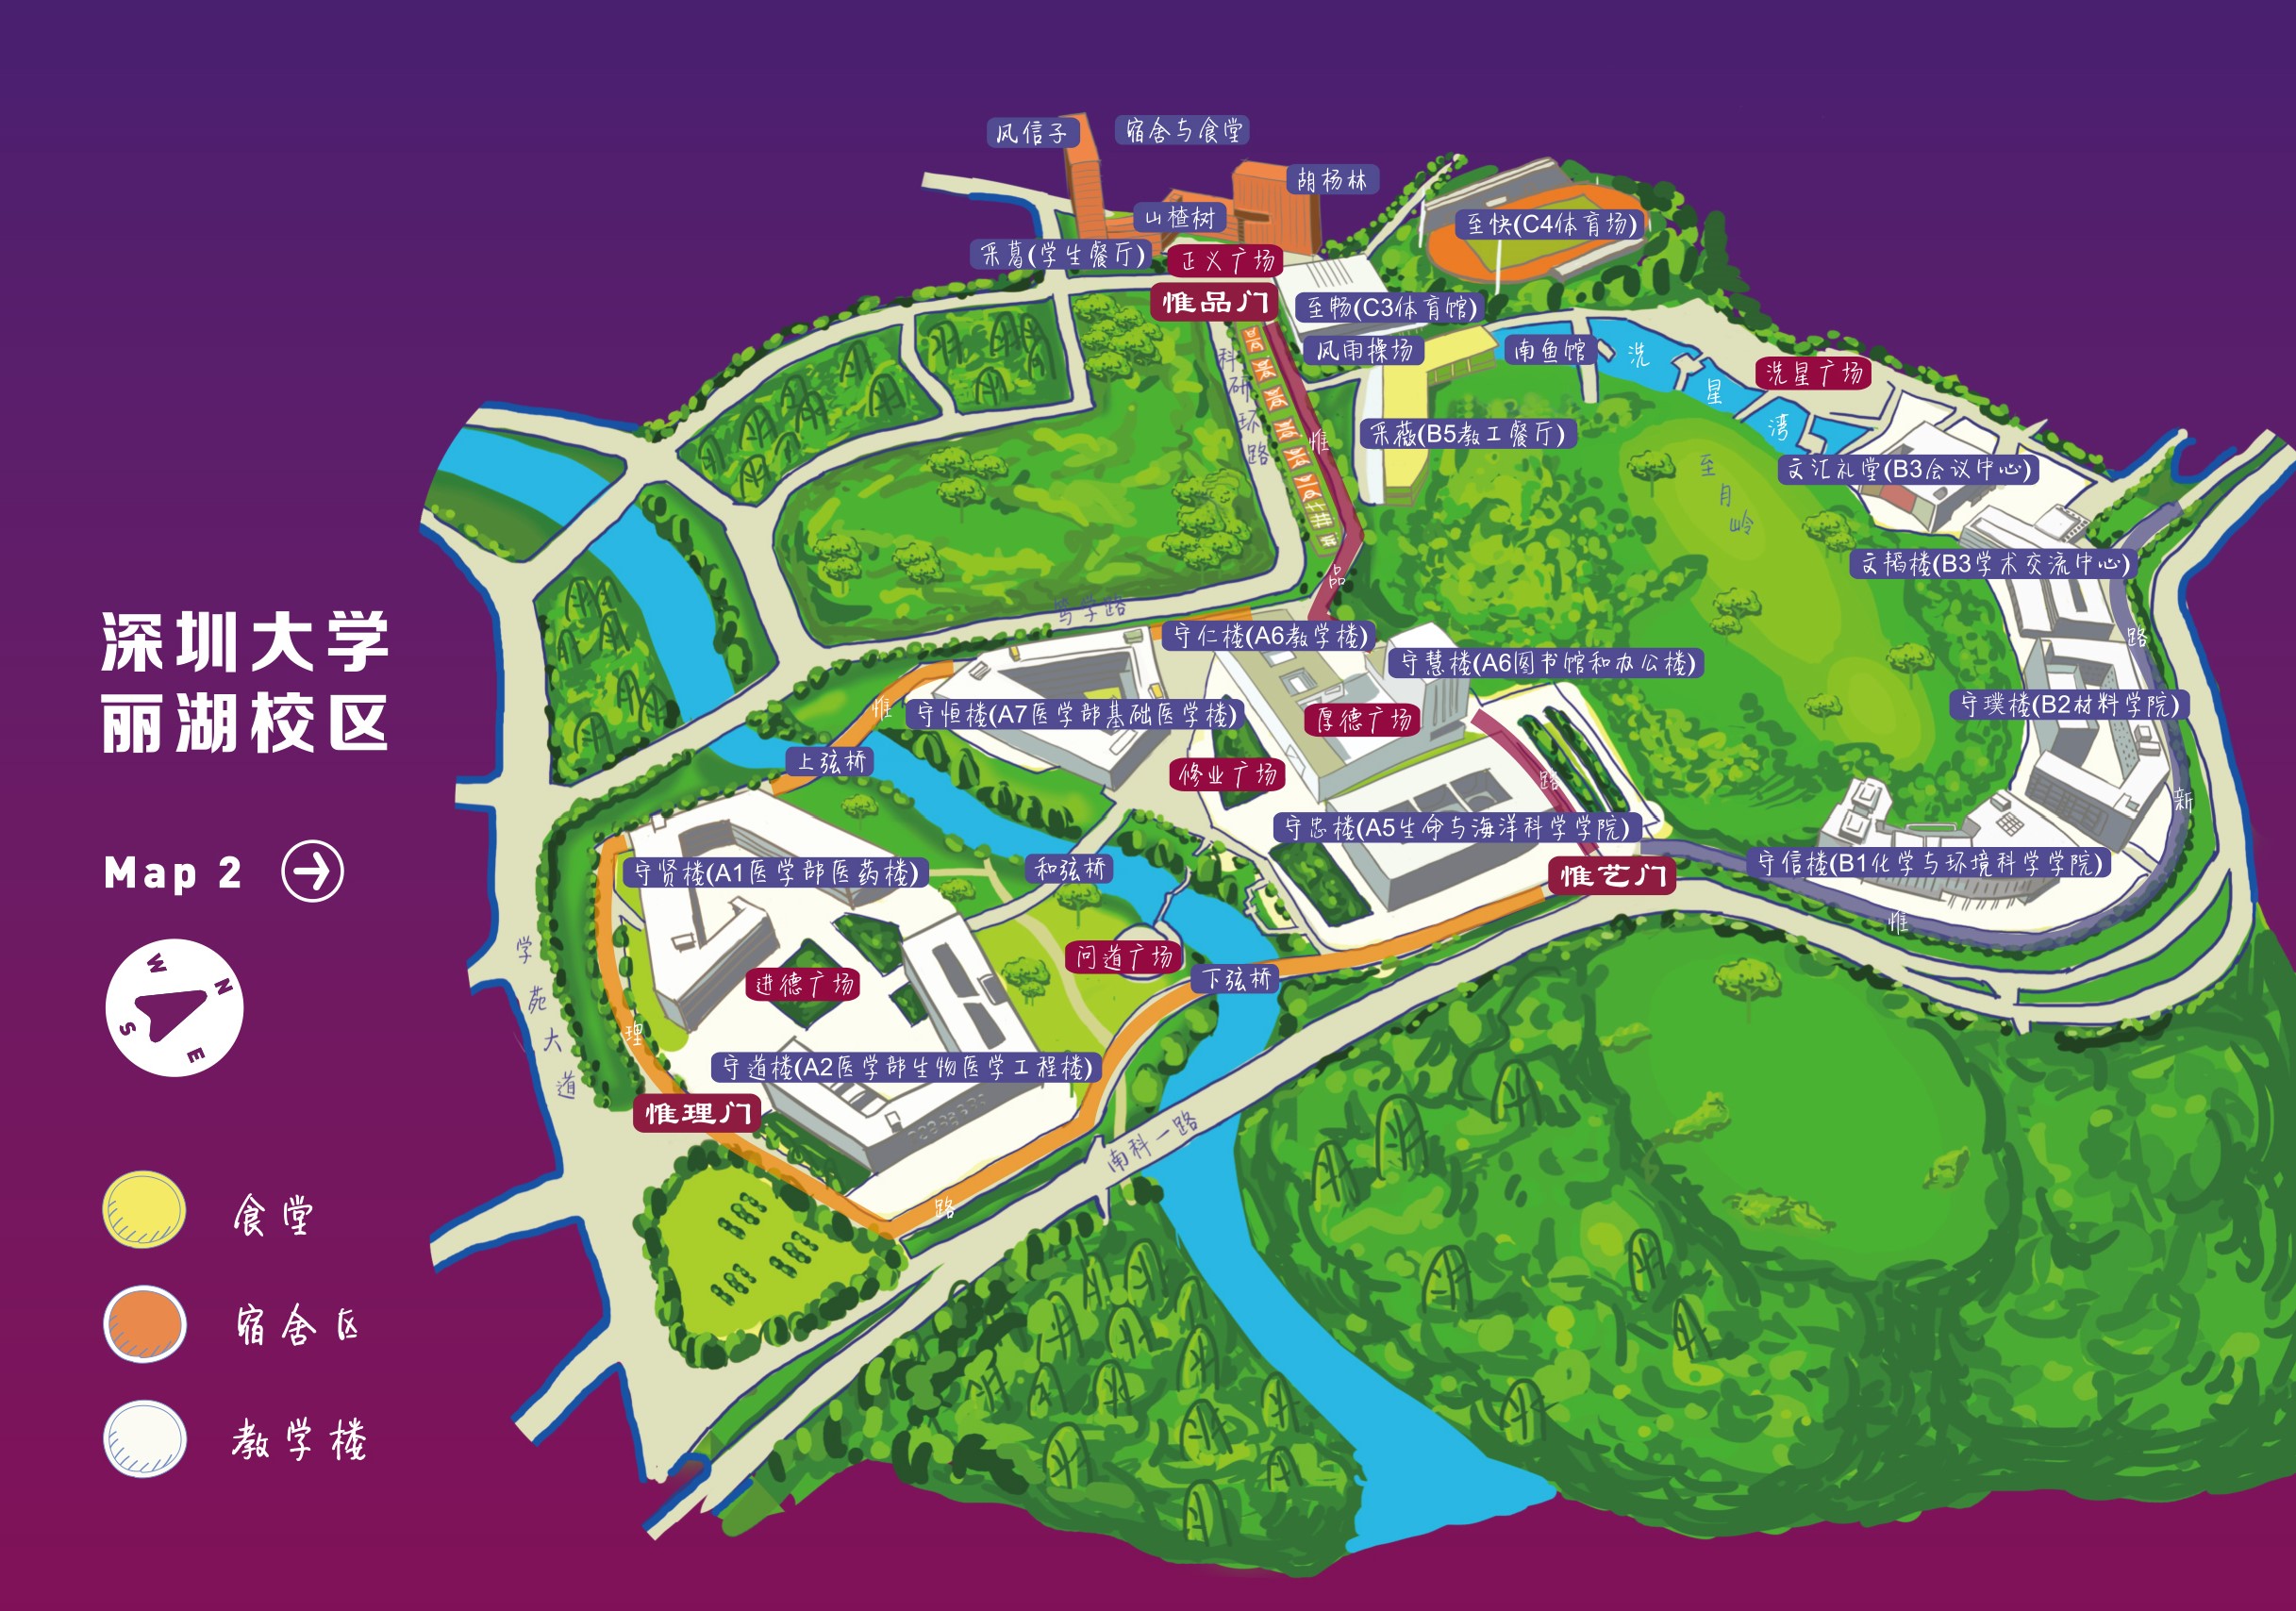 风信子
宿舍与食堂
胡杨林
山楂树
至快(C4体育场)
采葛(学生餐厅)
正义广场
惟品门
至畅(C3体育馆)
风雨操场
南鱼馆
洗
星
湾
洗星广场
科
研
环
路
惟
品
路
采薇(B5教工餐厅)
至
月
岭
文汇礼堂(B3会议中心)
文韬楼(B3学术交流中心)
笃学路
守仁楼(A6教学楼)
守慧楼(A6图书馆和办公楼)
守恒楼(A7医学部基础医学楼)
厚德广场
守璞楼(B2材料学院)
惟
新
路
上弦桥
修业广场
守忠楼(A5生命与海洋科学学院)
守信楼(B1化学与环境科学学院)
惟艺门
守贤楼(A1医学部医药楼)
和弦桥
问道广场
下弦桥
进德广场
惟
理
路
守道楼(A2医学部生物医学工程楼)
惟理门
南科一路
学
苑
大
道
深圳大学
丽湖校区
Map 2
W
N
S
E
食堂
宿舍区
教学楼